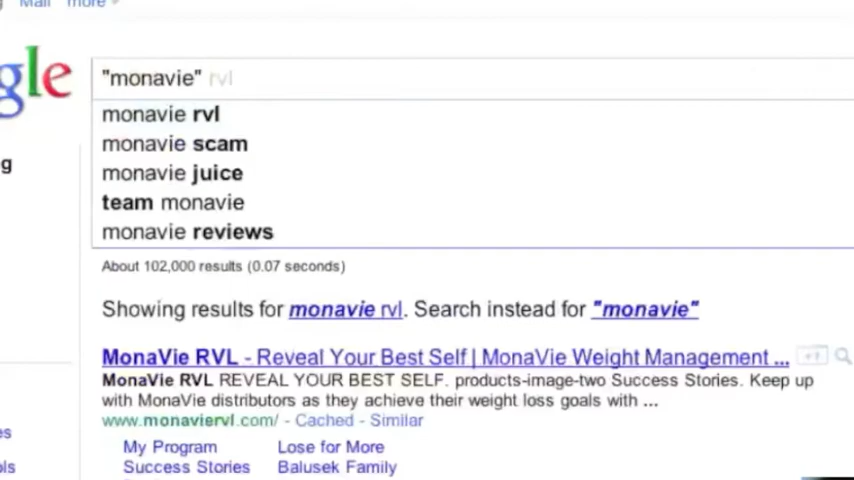 Mail more
gle
"monavie" rvl
monavie rvl
monavie scam
g
monavie juice
team monavie
monavie reviews
About 102,000 results (0.07 seconds)
Showing results for monavie rvl. Search instead for "monavie"
MonaVie RVL - Reveal Your Best Self | MonaVie Weight Management ... +1
MonaVie RVL REVEAL YOUR BEST SELF. products-image-two Success Stories. Keep up
with MonaVie distributors as they achieve their weight loss goals with ...
www.monaviervl.com/ - Cached - Similar
es
My Program Lose for More
ols
Success Stories Balusek Family